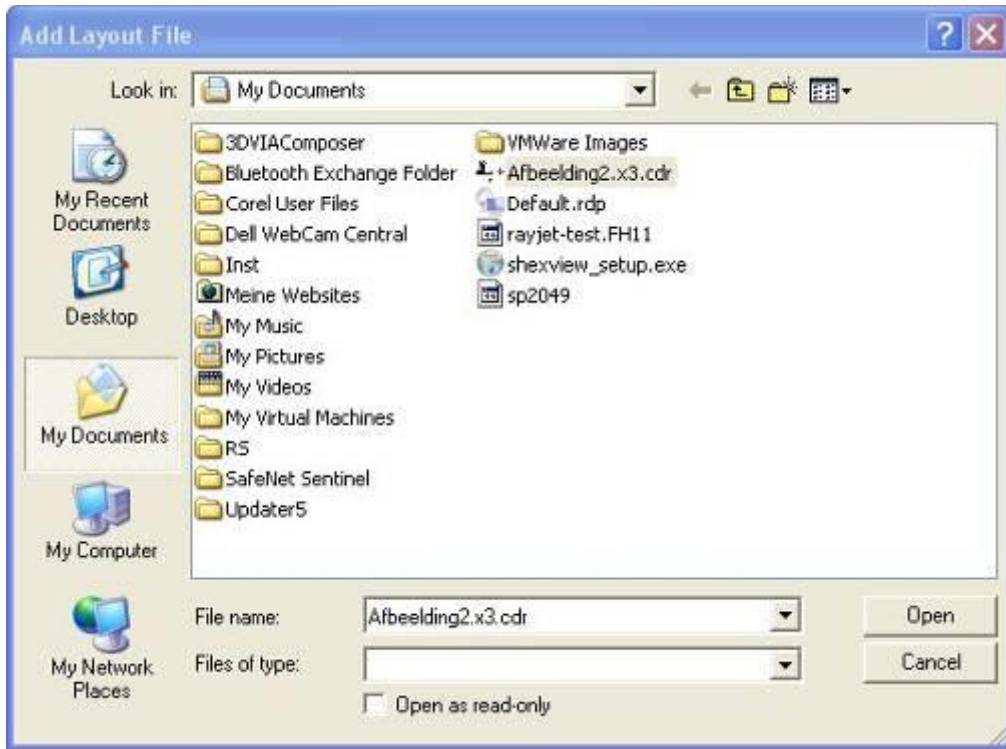 Add Layout File
Look in:
My Documents
My Recent
Documents
Desktop
My Documents
My Computer
My Network
Places
3DVIAComposer
Bluetooth Exchange Folder
Corel User Files
Dell WebCam Central
Inst
Meine Websites
My Music
My Pictures
My Videos
My Virtual Machines
RS
SafeNet Sentinel
Updater5
VMWare Images
Afbeelding2.x3.cdr
Default.rdp
rayjet-test.FH11
shexview_setup.exe
sp2049
File name:
Afbeelding2.x3.cdr
Open
Files of type:
Cancel
Open as read-only